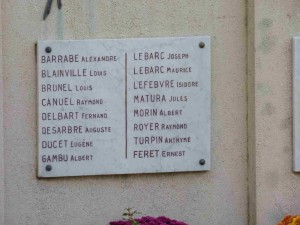 BARRABE ALEXANDRE
BLAINVILLE LOUIS
BRUNEL LOUIS
CANUEL RAYMOND
DELBART FERNAND
DESARBRE AUGUSTE
DUCET EUGÈNE
GAMBU ALBERT
LEBARC JOSEPH
LEBARC MAURICE
LEFEBVRE ISIDORE
MATURA JULES
MORIN ALBERT
ROYER RAYMOND
TURPIN ANTHYME
FERET ERNEST